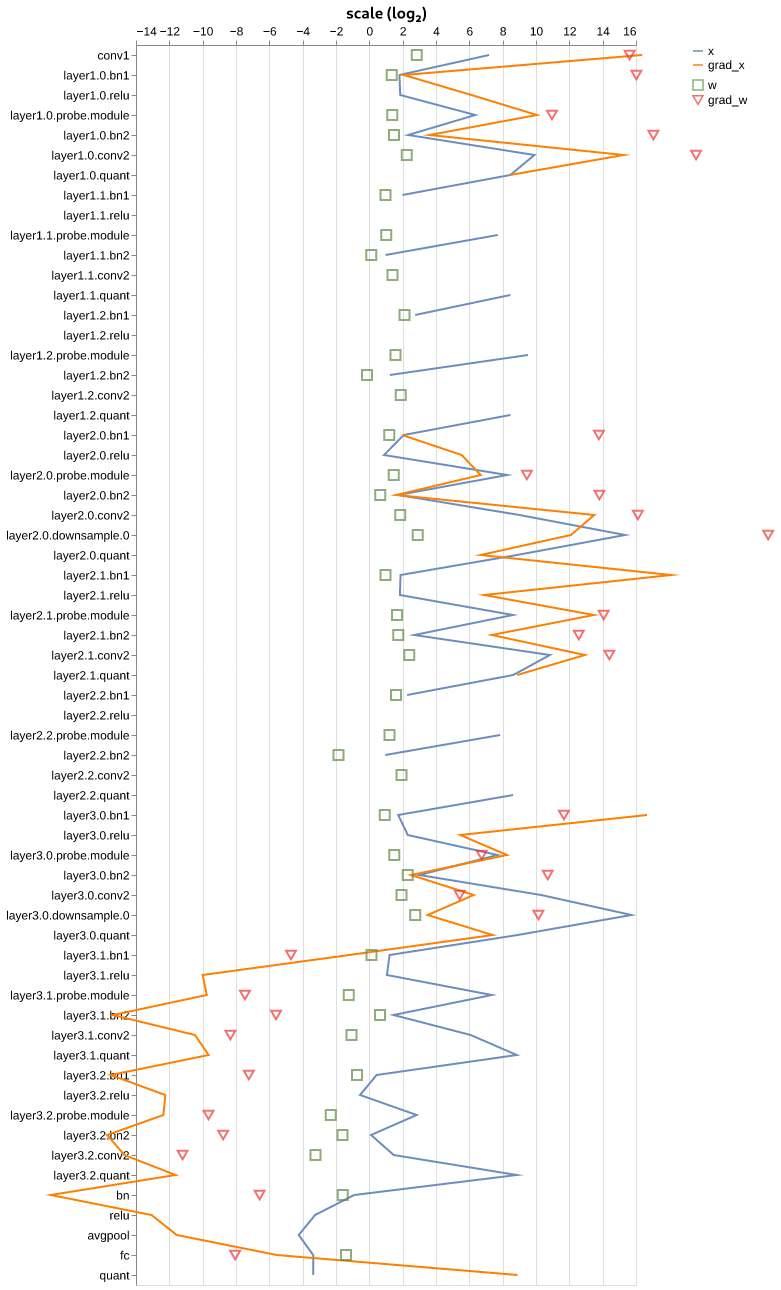 scale (log₂)
−14 −12 −10 −8 −6 −4 −2 0 2 4 6 8 10 12 14 16
x
grad_x
w
grad_w
conv1
layer1.0.bn1
layer1.0.relu
layer1.0.probe.module
layer1.0.bn2
layer1.0.conv2
layer1.0.quant
layer1.1.bn1
layer1.1.relu
layer1.1.probe.module
layer1.1.bn2
layer1.1.conv2
layer1.1.quant
layer1.2.bn1
layer1.2.relu
layer1.2.probe.module
layer1.2.bn2
layer1.2.conv2
layer1.2.quant
layer2.0.bn1
layer2.0.relu
layer2.0.probe.module
layer2.0.bn2
layer2.0.conv2
layer2.0.downsample.0
layer2.0.quant
layer2.1.bn1
layer2.1.relu
layer2.1.probe.module
layer2.1.bn2
layer2.1.conv2
layer2.1.quant
layer2.2.bn1
layer2.2.relu
layer2.2.probe.module
layer2.2.bn2
layer2.2.conv2
layer2.2.quant
layer3.0.bn1
layer3.0.relu
layer3.0.probe.module
layer3.0.bn2
layer3.0.conv2
layer3.0.downsample.0
layer3.0.quant
layer3.1.bn1
layer3.1.relu
layer3.1.probe.module
layer3.1.bn2
layer3.1.conv2
layer3.1.quant
layer3.2.bn1
layer3.2.relu
layer3.2.probe.module
layer3.2.bn2
layer3.2.conv2
layer3.2.quant
bn
relu
avgpool
fc
quant